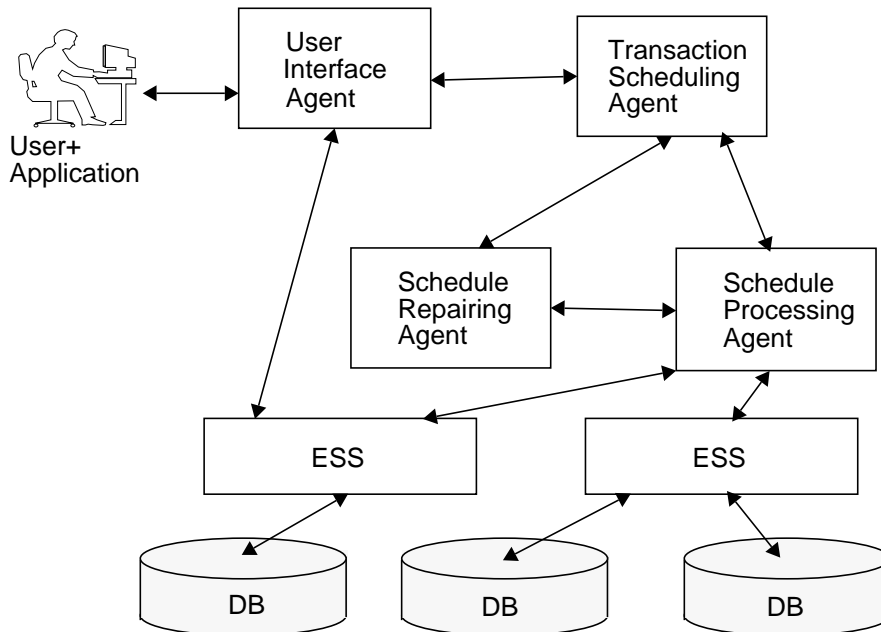 User
Interface
Agent
Transaction
Scheduling
Agent
User+
Application
Schedule
Repairing
Agent
Schedule
Processing
Agent
ESS
ESS
DB
DB
DB